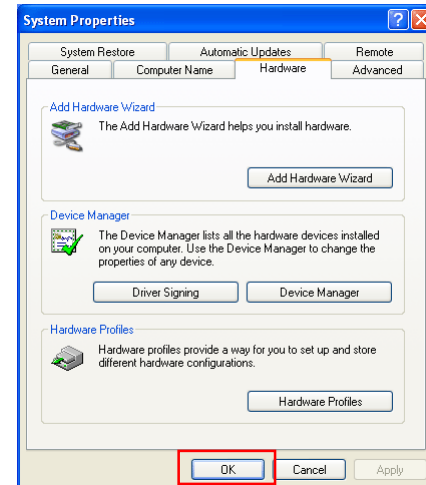 System Properties
System Restore Automatic Updates Remote
General Computer Name Hardware Advanced
Add Hardware Wizard
The Add Hardware Wizard helps you install hardware.
Add Hardware Wizard
Device Manager
The Device Manager lists all the hardware devices installed
on your computer. Use the Device Manager to change the
properties of any device.
Driver Signing Device Manager
Hardware Profiles
Hardware profiles provide a way for you to set up and store
different hardware configurations.
Hardware Profiles
OK Cancel Apply